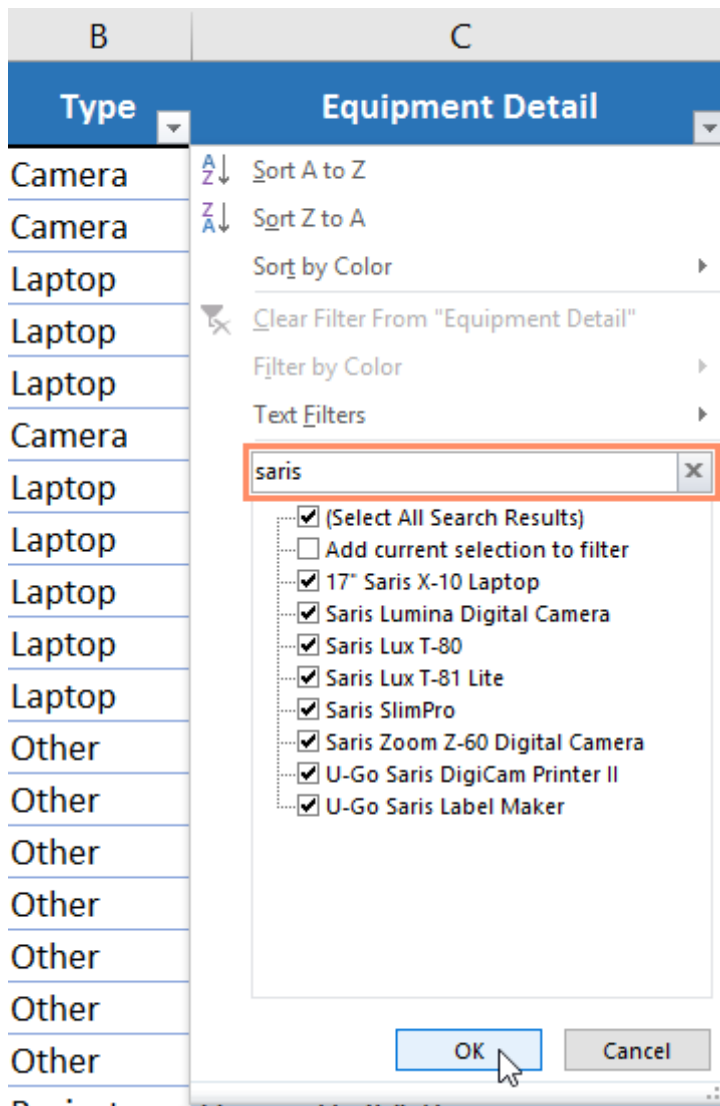 B C
Type Equipment Detail
Camera
Camera
Laptop
Laptop
Laptop
Camera
Laptop
Laptop
Laptop
Laptop
Laptop
Other
Other
Other
Other
Other
Other
Other
Sort A to Z
Sort Z to A
Sort by Color
Clear Filter From "Equipment Detail"
Filter by Color
Text Filters
saris
(Select All Search Results)
Add current selection to filter
17" Saris X-10 Laptop
Saris Lumina Digital Camera
Saris Lux T-80
Saris Lux T-81 Lite
Saris SlimPro
Saris Zoom Z-60 Digital Camera
U-Go Saris DigiCam Printer II
U-Go Saris Label Maker
OK Cancel